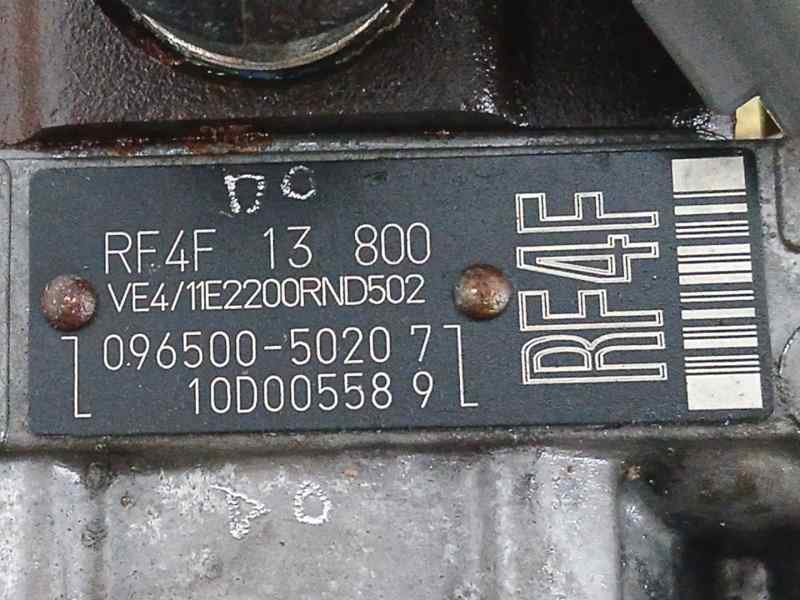 RF4F 13 800
VE4/11E2200RND502
096500-5020 7
10D00558 9
RF4F